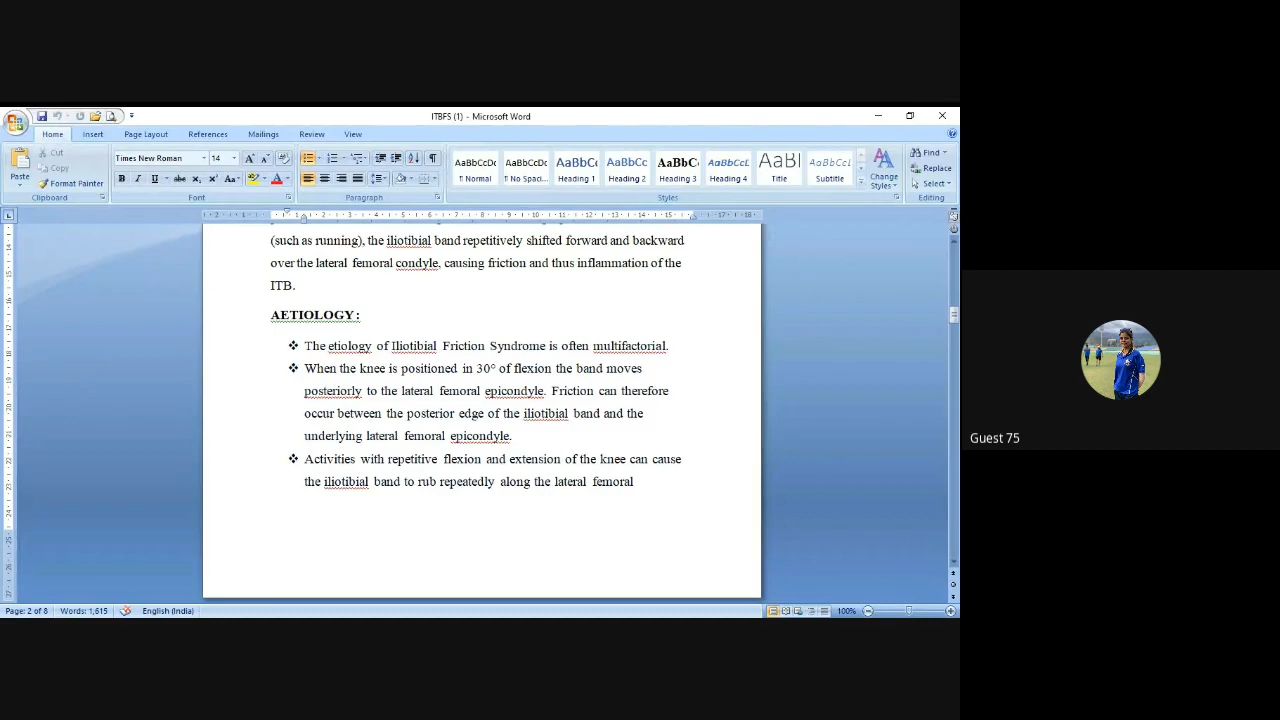 ITBFS (1) - Microsoft Word
Home Insert Page Layout References Mailings Review View
Paste
Cut
Copy
Format Painter
Clipboard
Times New Roman 14
Font
Paragraph
AaBbCcDc AaBbCcDc AaBbC AaBbCc AaBbC AaBbCcL AaBl AaBbCcL
¶ Normal ¶ No Spaci... Heading 1 Heading 2 Heading 3 Heading 4 Title Subtitle
Change Styles
Styles
Find
Replace
Select
Editing
(such as running), the iliotibial band repetitively shifted forward and backward
over the lateral femoral condyle, causing friction and thus inflammation of the
ITB.
AETIOLOGY :
❖ The etiology of Iliotibial Friction Syndrome is often multifactorial.
❖ When the knee is positioned in 30° of flexion the band moves
posteriorly to the lateral femoral epicondyle. Friction can therefore
occur between the posterior edge of the iliotibial band and the
underlying lateral femoral epicondyle.
❖ Activities with repetitive flexion and extension of the knee can cause
the iliotibial band to rub repeatedly along the lateral femoral
Page: 2 of 8 Words: 1,615 English (India) 100%
Guest 75